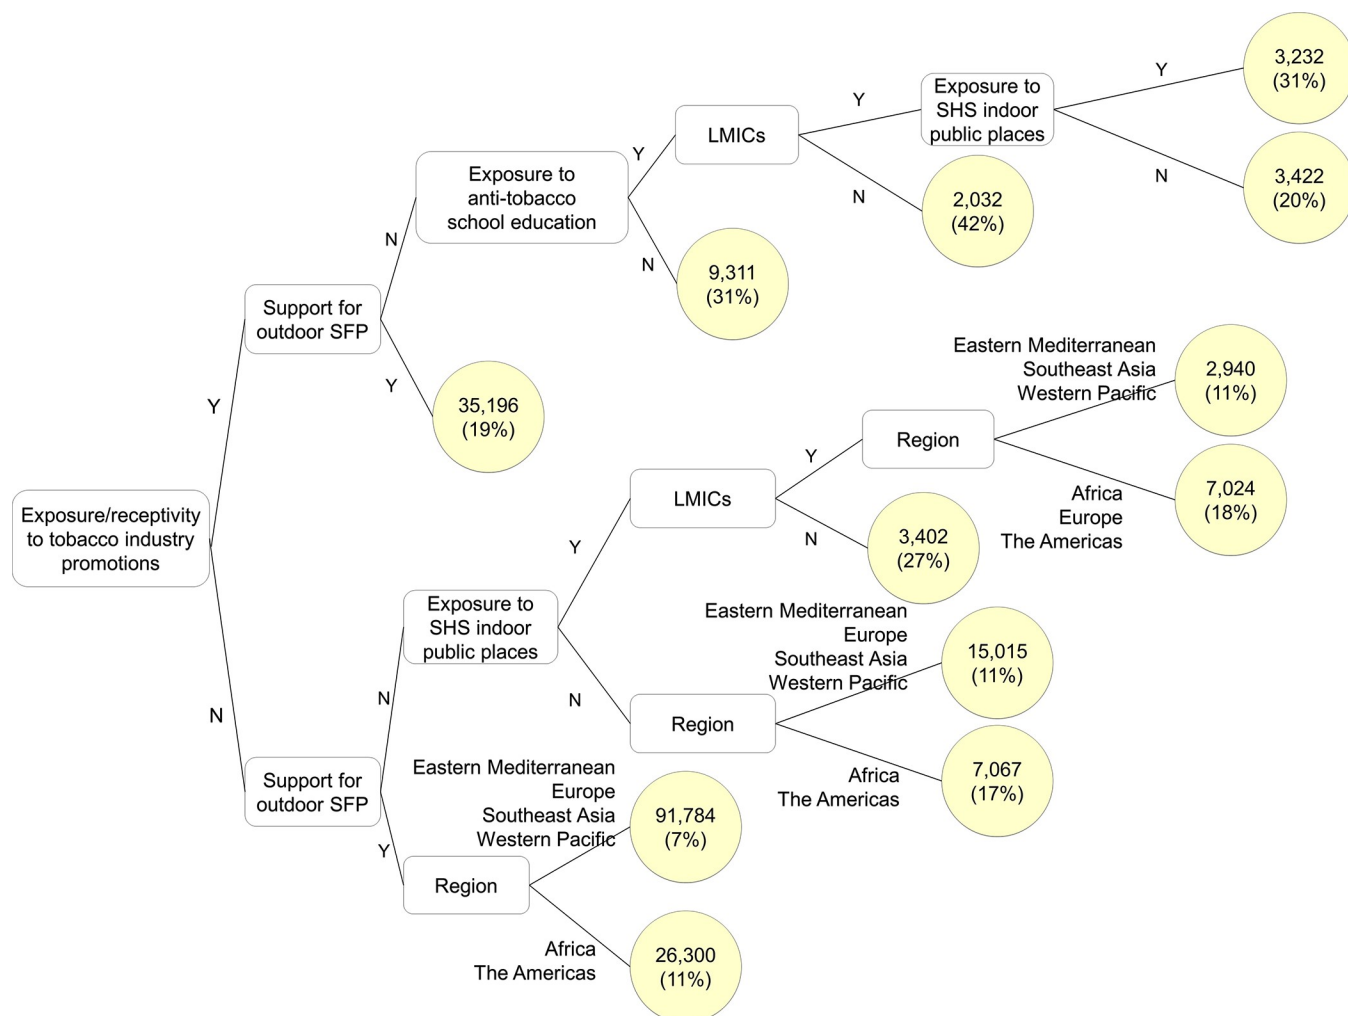 Exposure/receptivity
to tobacco industry
promotions
Y
N
Support for
outdoor SFP
N
Y
35,196
(19%)
Exposure to
anti-tobacco
school education
Y
N
9,311
(31%)
LMICs
Y
N
2,032
(42%)
Exposure to
SHS indoor
public places
Y
N
3,232
(31%)
3,422
(20%)
Support for
outdoor SFP
N
Y
Exposure to
SHS indoor
public places
Y
N
LMICs
Y
N
3,402
(27%)
Region
Eastern Mediterranean
Southeast Asia
Western Pacific
2,940
(11%)
Africa
Europe
The Americas
7,024
(18%)
Region
Eastern Mediterranean
Europe
Southeast Asia
Western Pacific
15,015
(11%)
Africa
The Americas
7,067
(17%)
Region
Eastern Mediterranean
Europe
Southeast Asia
Western Pacific
91,784
(7%)
Africa
The Americas
26,300
(11%)